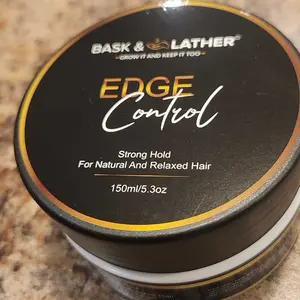 BASK & LATHER®
GROW IT AND KEEP IT TOO
EDGE
Control
Strong Hold
For Natural And Relaxed Hair
150ml/5.3oz